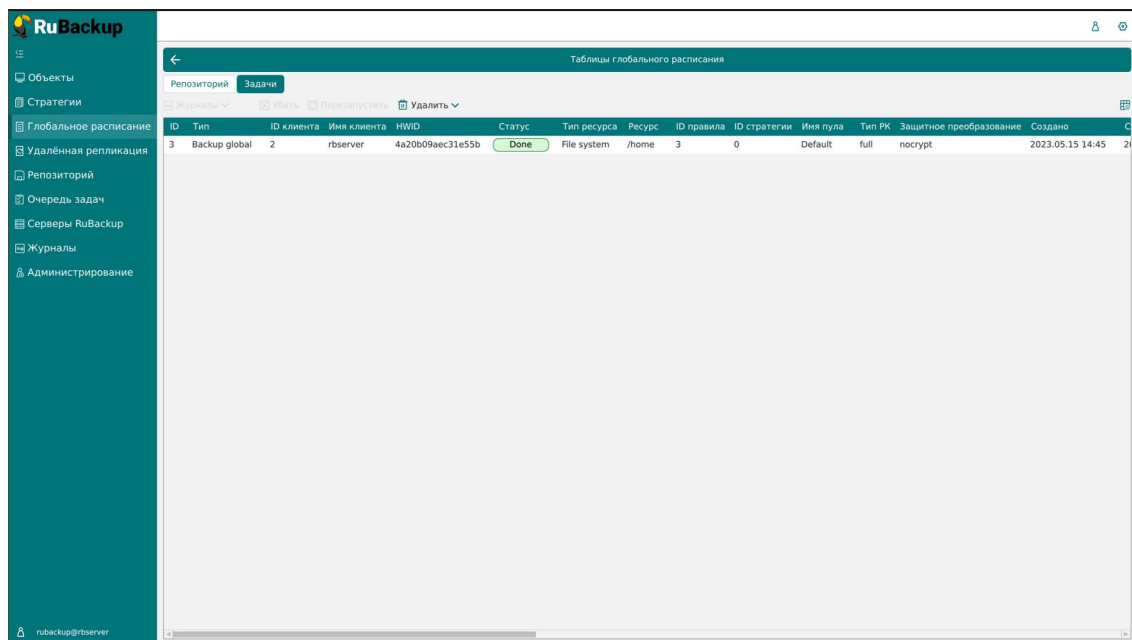 RuBackup
Объекты
Стратегии
Глобальное расписание
Удалённая репликация
Репозиторий
Очередь задач
Серверы RuBackup
Журналы
Администрирование
rubackup@rbserver
Таблицы глобального расписания
Репозиторий Задачи
Журналы Убить Перезапустить Удалить
ID Тип ID клиента Имя клиента HWID Статус Тип ресурса Ресурс ID правила ID стратегии Имя пула Тип РК Защитное преобразование Создано
3 Backup global 2 rbserver 4a20b09aec31e55b Done File system /home 3 0 Default full nocrypt 2023.05.15 14:45